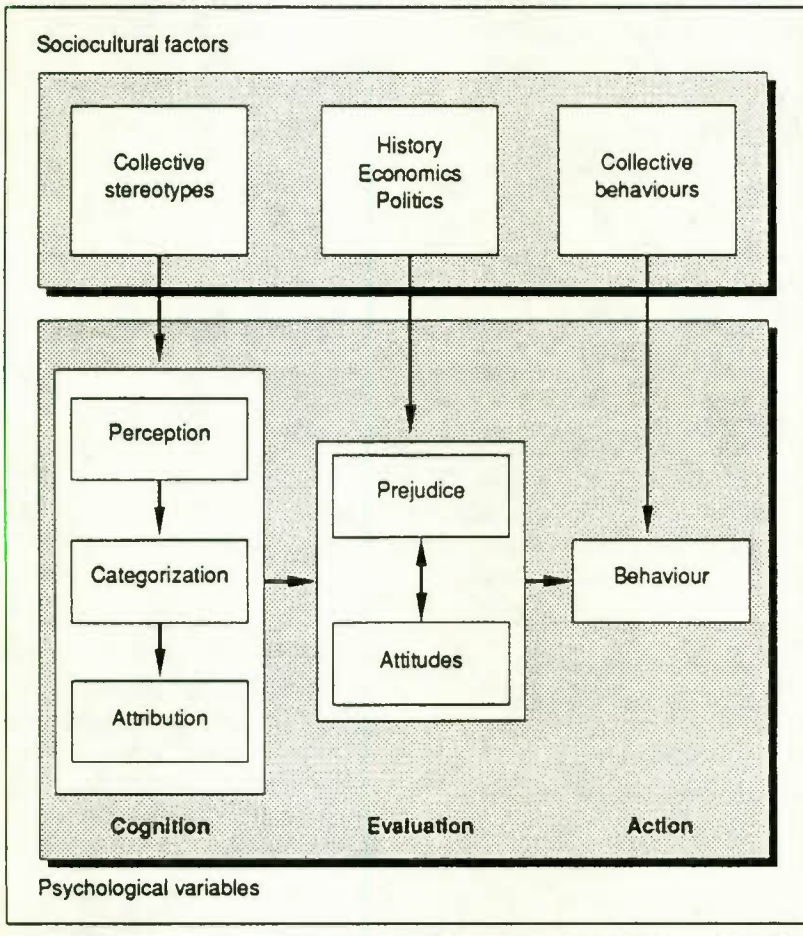 Sociocultural factors
Collective
stereotypes
History
Economics
Politics
Collective
behaviours
Perception
Categorization
Attribution
Prejudice
Attitudes
Behaviour
Cognition
Evaluation
Action
Psychological variables